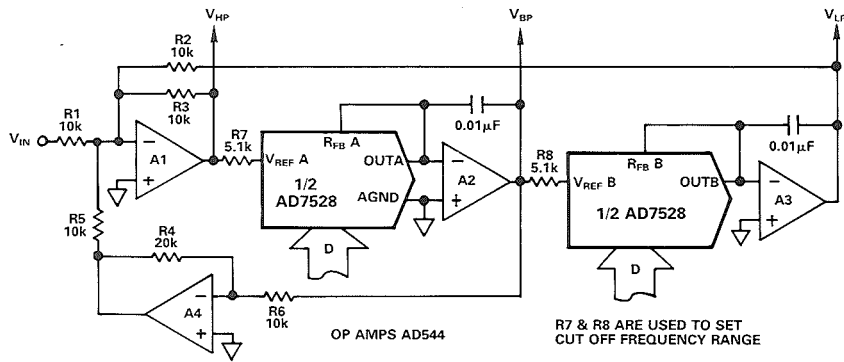 VHP
VBP
VLP
R2
10k
R3
10k
R1
10k
VIN
A1
−
+
R7
5.1k
VREF A
RFB A
1/2
AD7528
OUTA
AGND
D
0.01µF
−
+
A2
R8
5.1k
VREF B
RFB B
OUTB
1/2 AD7528
D
0.01µF
−
+
A3
R5
10k
R4
20k
A4
−
+
R6
10k
OP AMPS AD544
R7 & R8 ARE USED TO SET
CUT OFF FREQUENCY RANGE